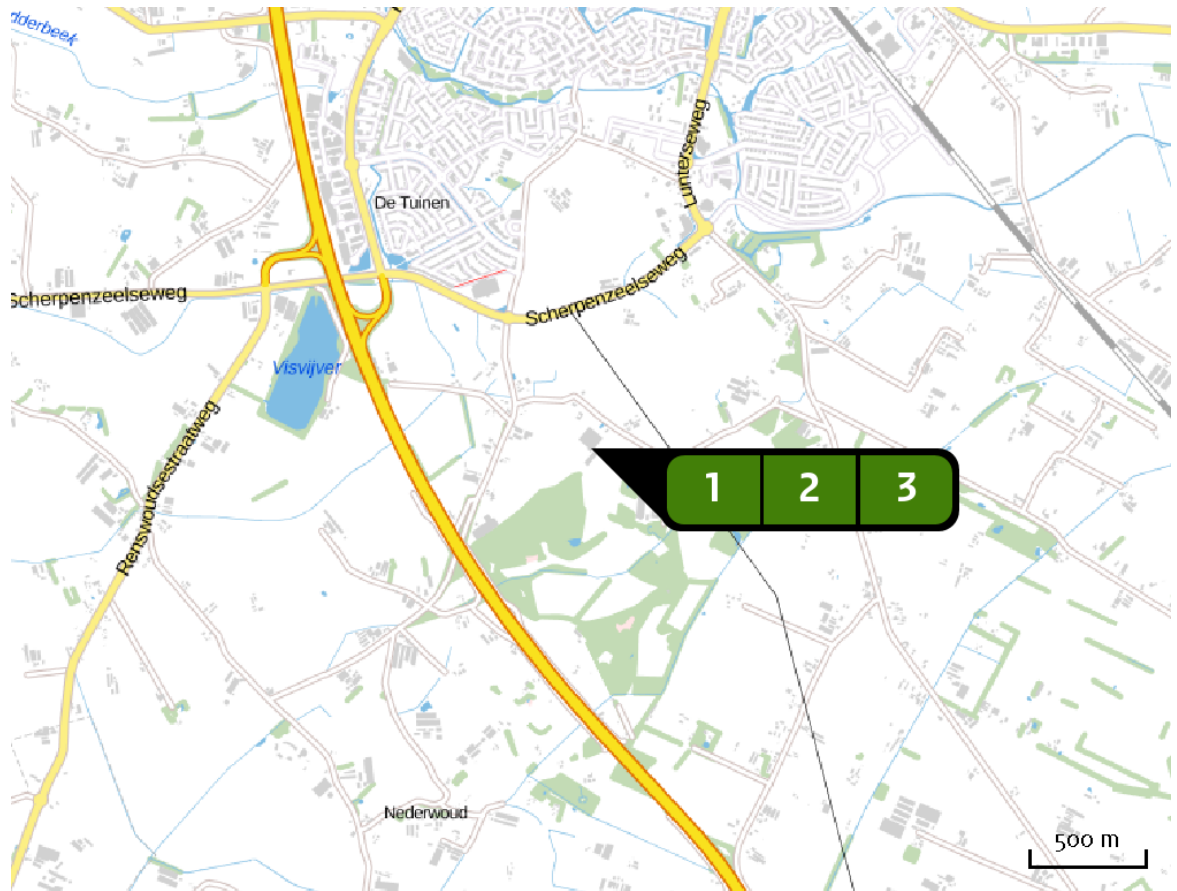 dderbeek
Lunterseweg
De Tuinen
Scherpenzeelseweg
Scherpenzeelseweg
Visvijver
Renswoudsestraatweg
1 2 3
Nederwoud
500 m